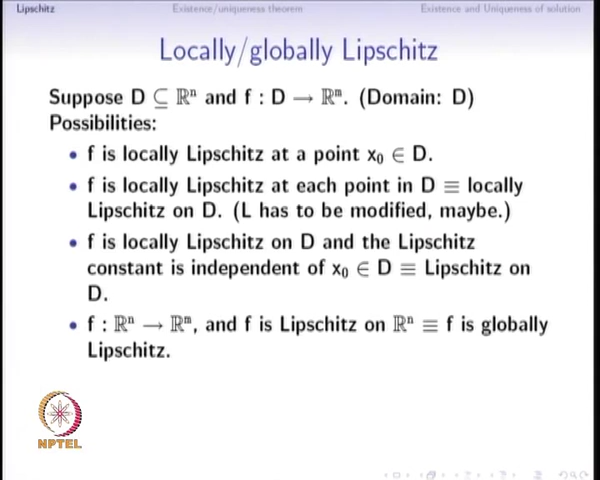 Lipschitz Existence/uniqueness theorem Existence and Uniqueness of solution
Locally/globally Lipschitz
Suppose D ⊆ ℝⁿ and f : D → ℝᵐ. (Domain: D)
Possibilities:
• f is locally Lipschitz at a point x₀ ∈ D.
• f is locally Lipschitz at each point in D ≡ locally
Lipschitz on D. (L has to be modified, maybe.)
• f is locally Lipschitz on D and the Lipschitz
constant is independent of x₀ ∈ D ≡ Lipschitz on
D.
• f : ℝⁿ → ℝᵐ, and f is Lipschitz on ℝⁿ ≡ f is globally
Lipschitz.
NPTEL